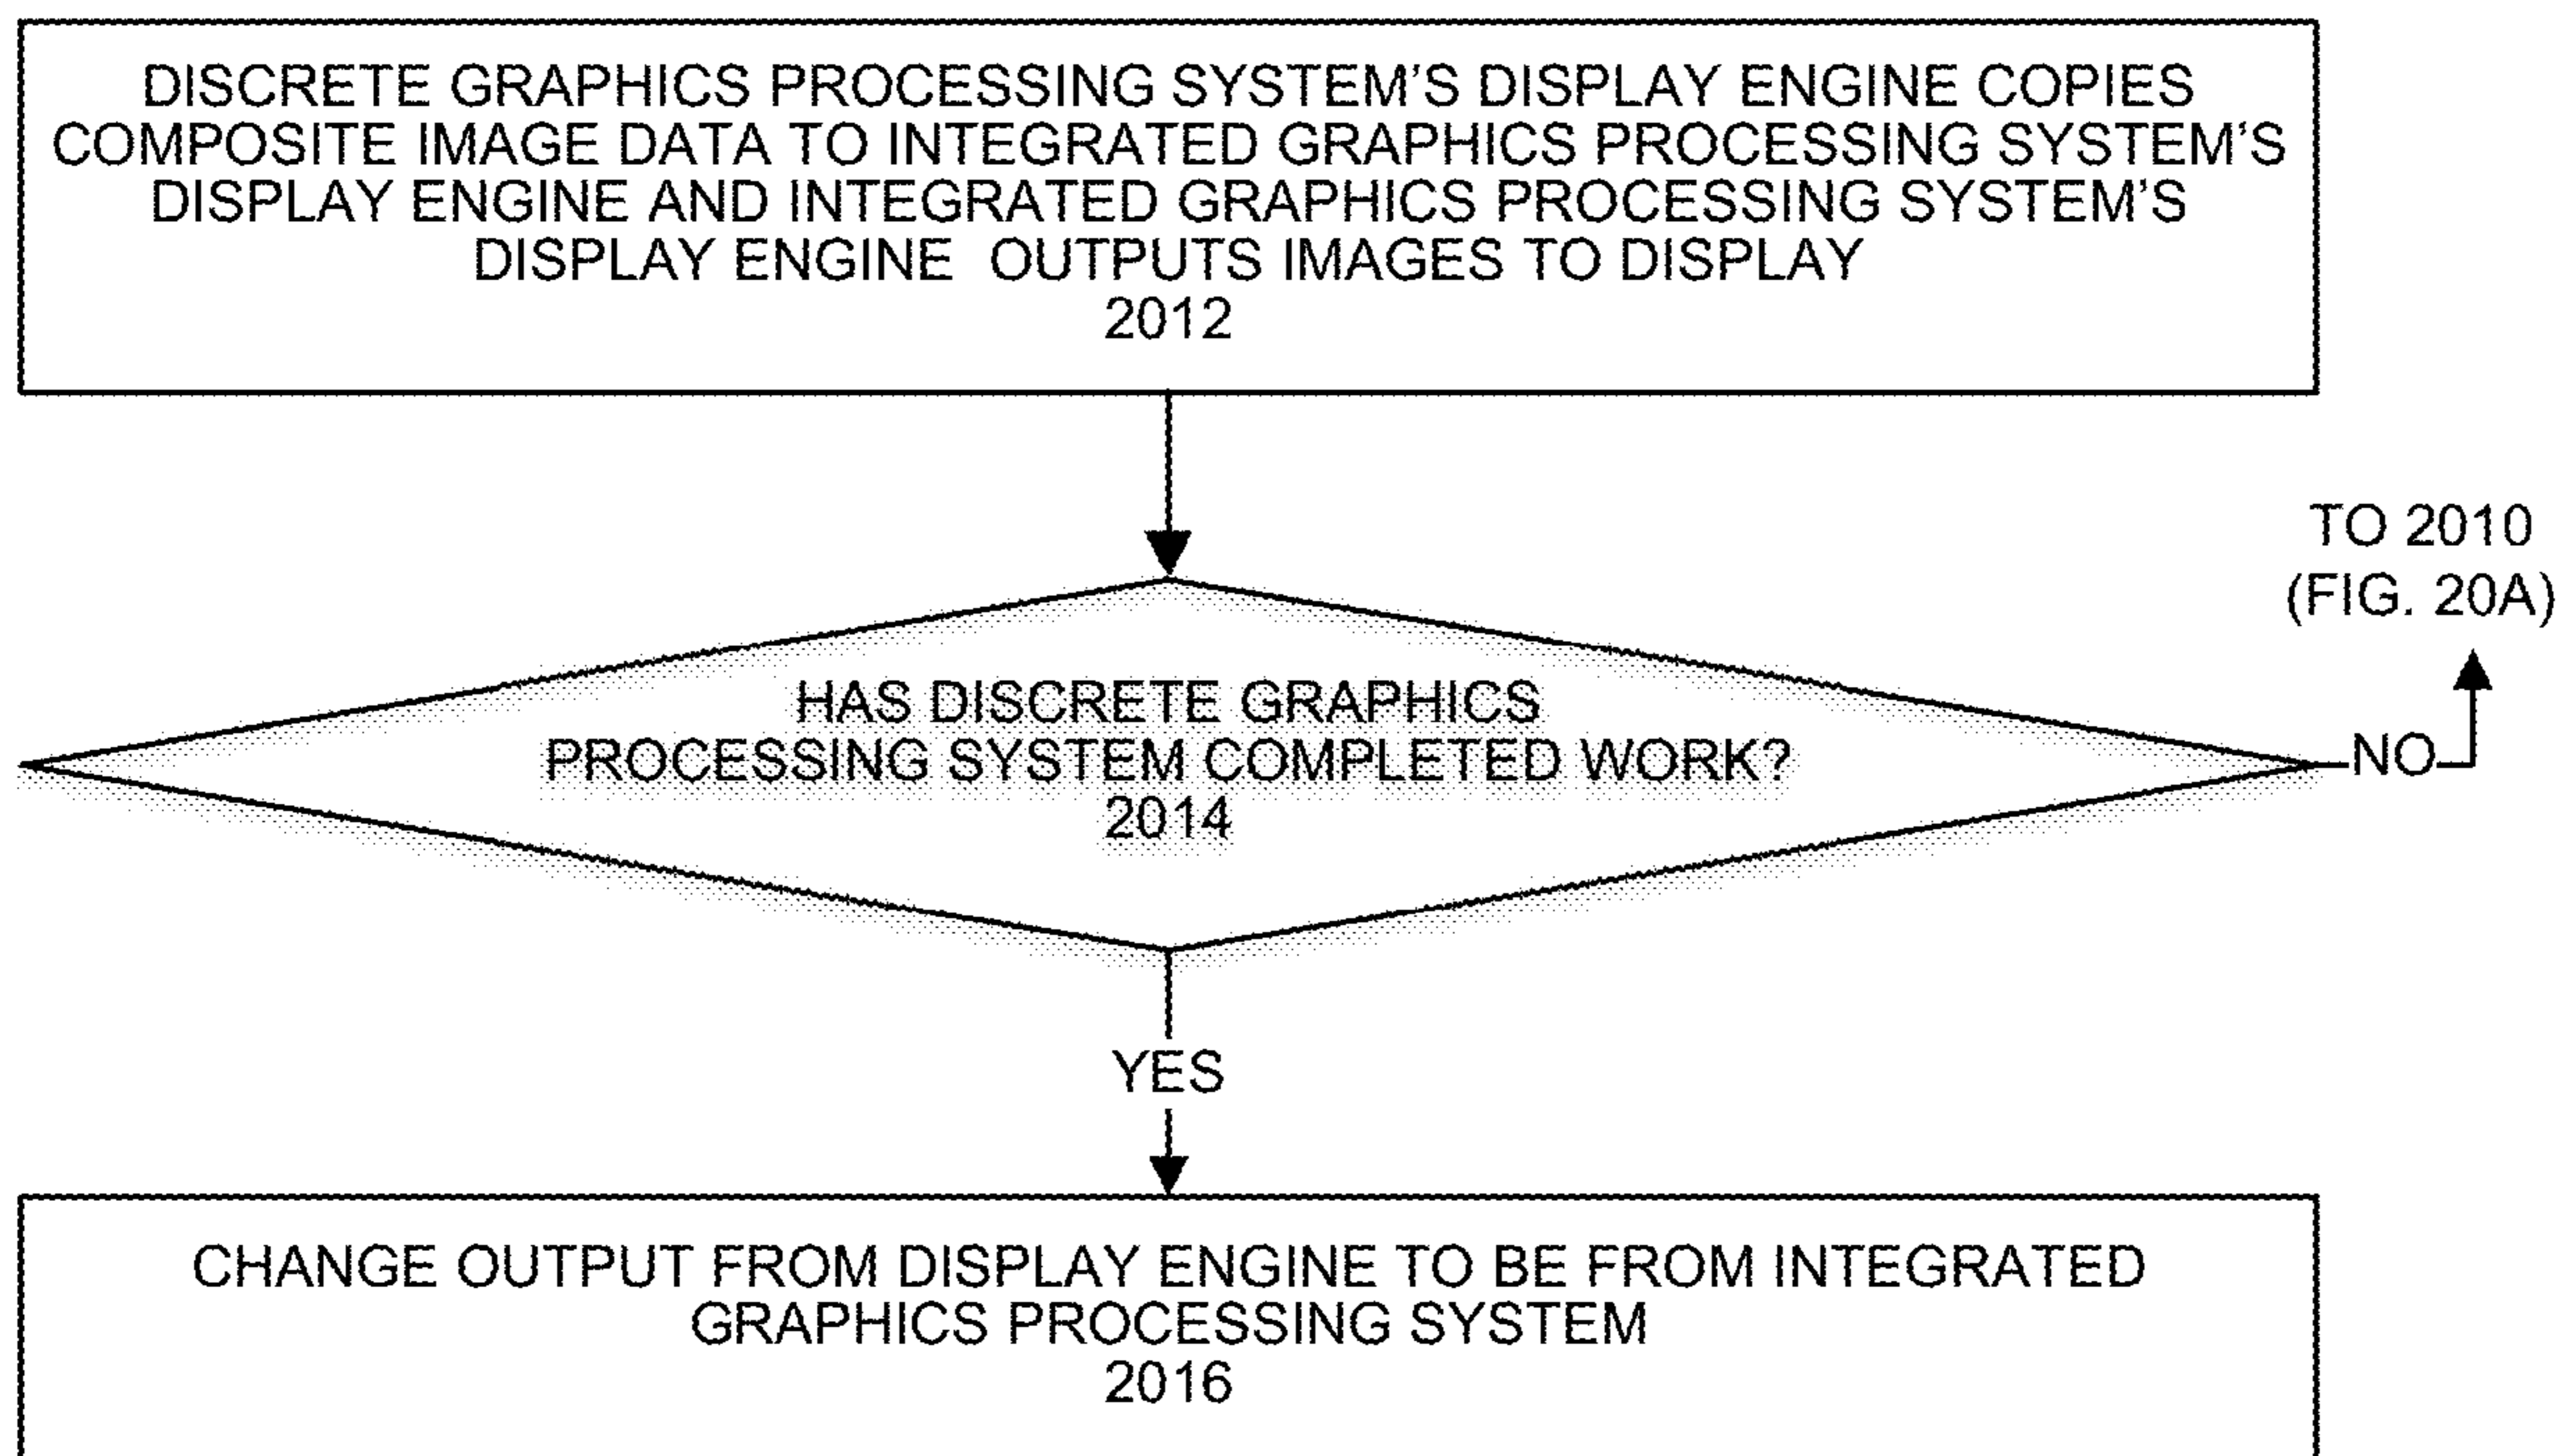 DISCRETE GRAPHICS PROCESSING SYSTEM'S DISPLAY ENGINE COPIES
COMPOSITE IMAGE DATA TO INTEGRATED GRAPHICS PROCESSING SYSTEM'S
DISPLAY ENGINE AND INTEGRATED GRAPHICS PROCESSING SYSTEM'S
DISPLAY ENGINE OUTPUTS IMAGES TO DISPLAY
2012
TO 2010
(FIG. 20A)
HAS DISCRETE GRAPHICS
PROCESSING SYSTEM COMPLETED WORK?
2014
NO
YES
CHANGE OUTPUT FROM DISPLAY ENGINE TO BE FROM INTEGRATED
GRAPHICS PROCESSING SYSTEM
2016